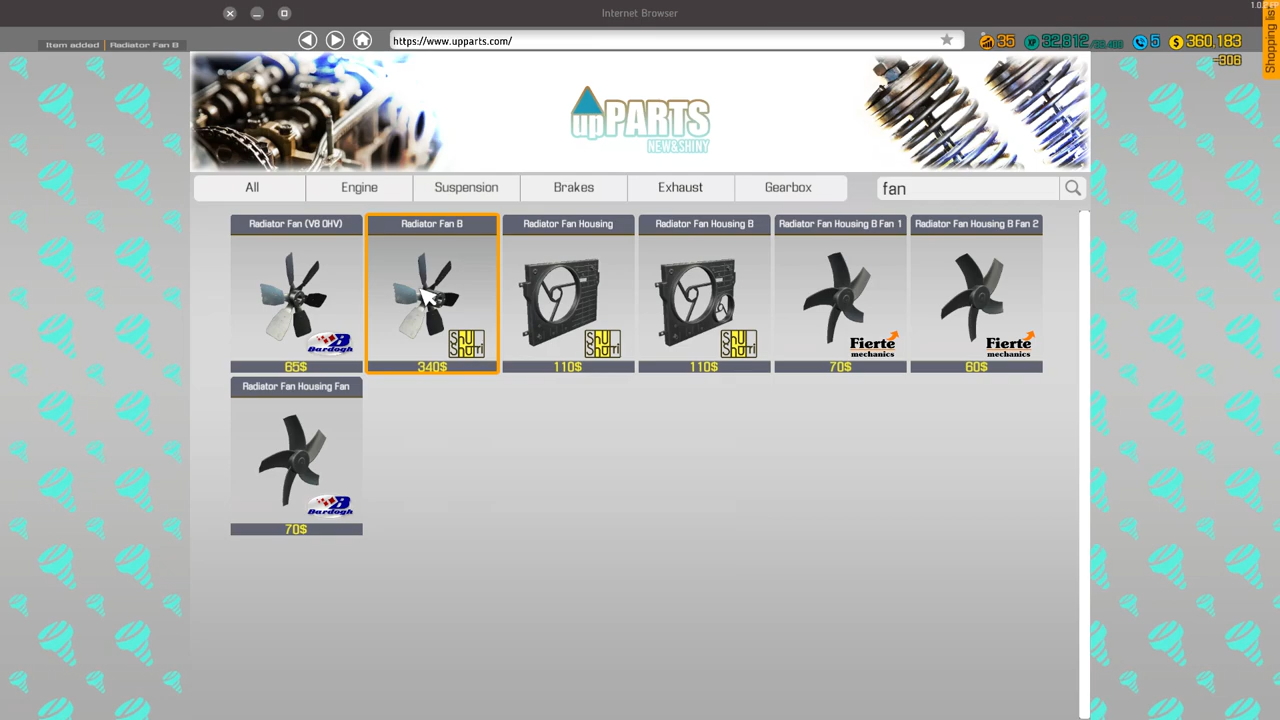 Internet Browser
Item added | Radiator Fan B
https://www.upparts.com/
35
XP 32,812
5
$ 360,183
-306
Shopping list
upPARTS
NEW&SHINY
All
Engine
Suspension
Brakes
Exhaust
Gearbox
fan
Radiator Fan (V8 OHV)
Bardogh
65$
Radiator Fan B
Shu Shu Ti
340$
Radiator Fan Housing
Shu Shu Ti
110$
Radiator Fan Housing B
Shu Shu Ti
110$
Radiator Fan Housing B Fan 1
Fierte mechanics
70$
Radiator Fan Housing B Fan 2
Fierte mechanics
60$
Radiator Fan Housing Fan
Bardogh
70$